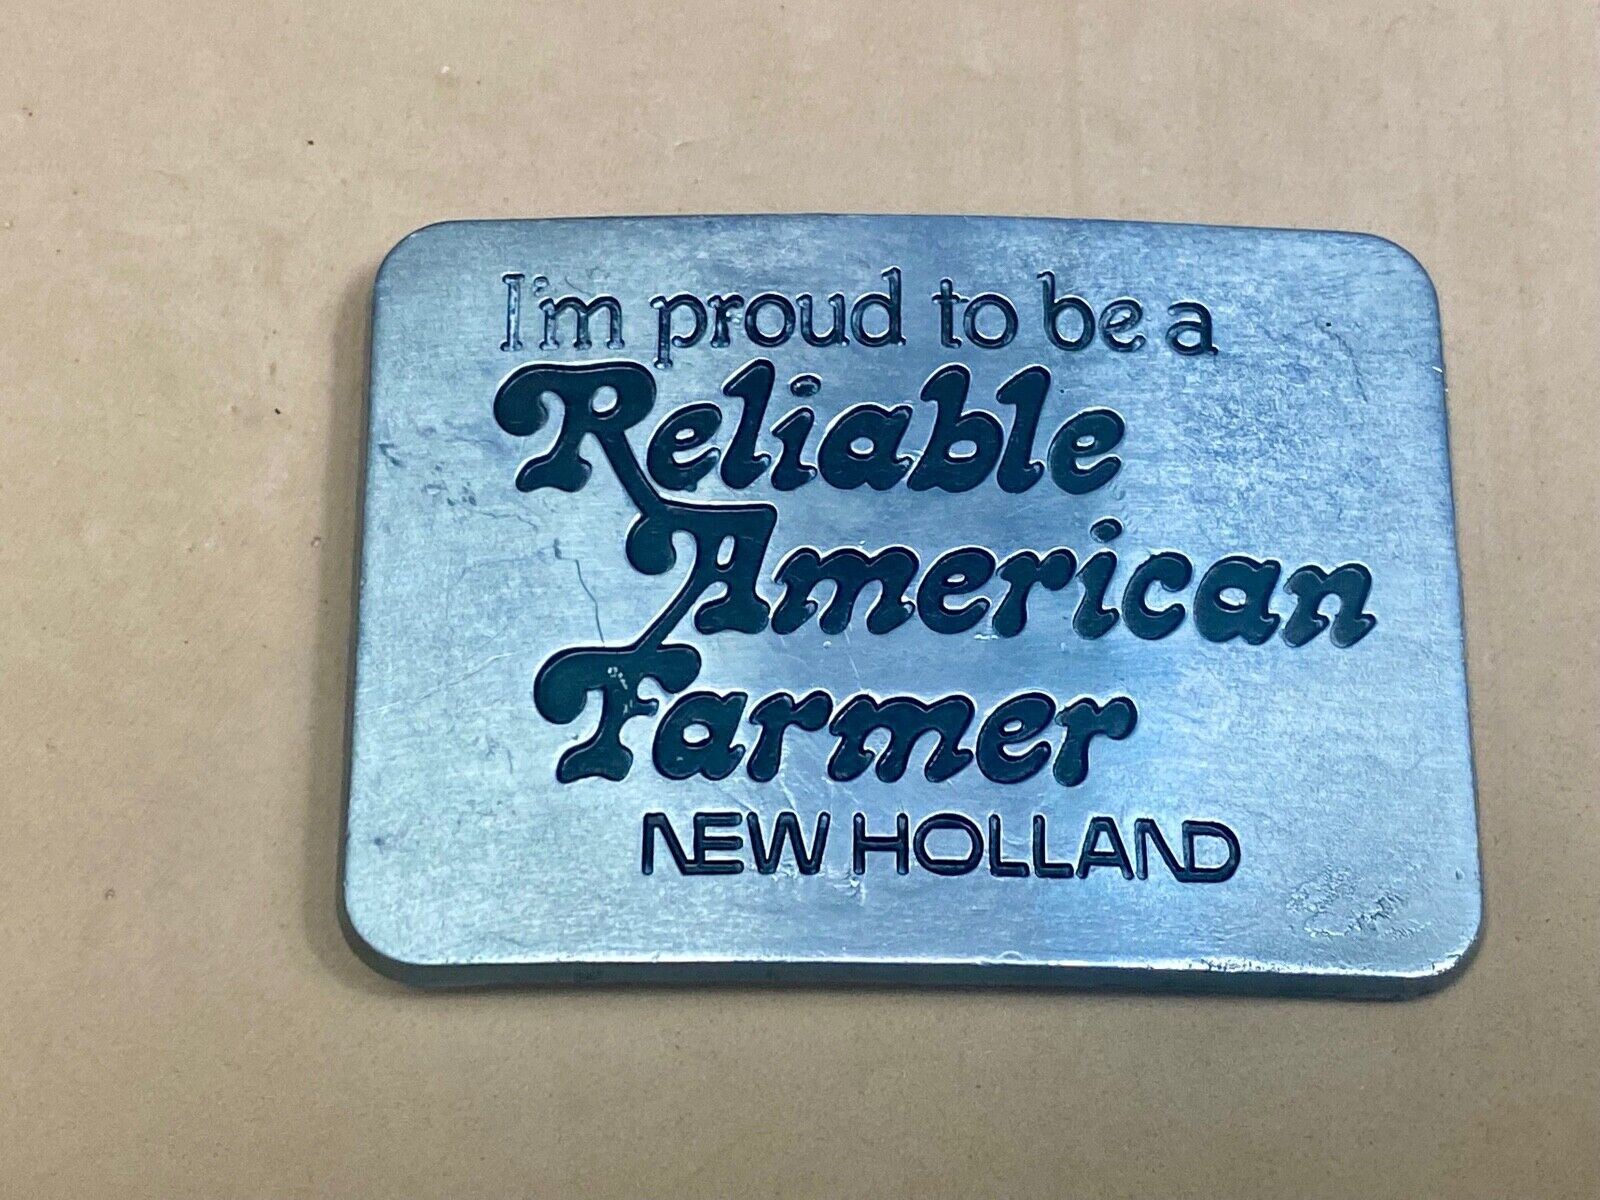 I'm proud to be a
Reliable
American
Farmer
NEW HOLLAND